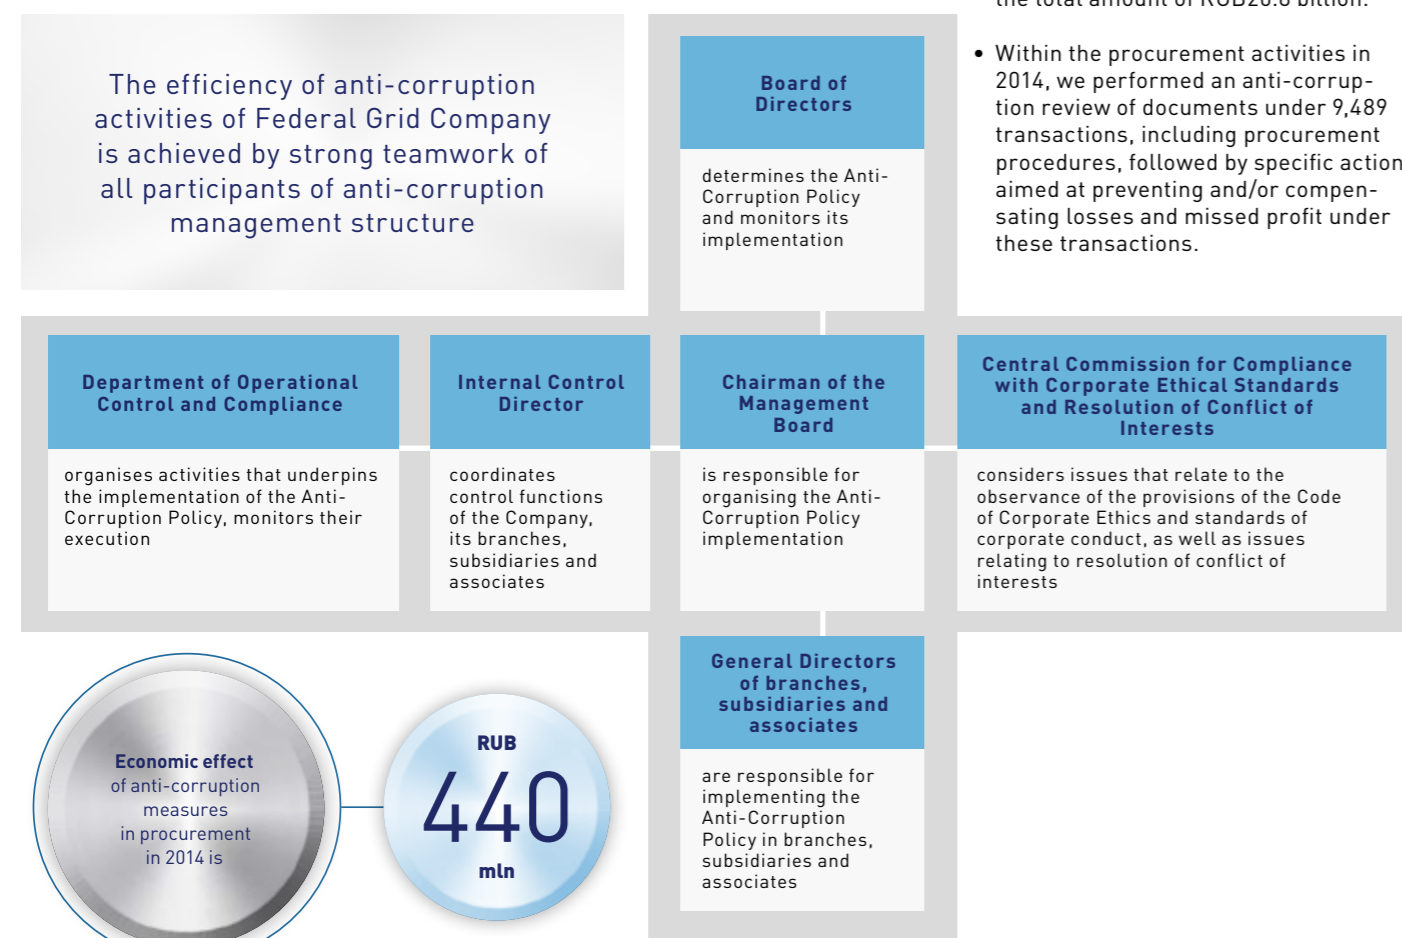 The efficiency of anti-corruption
activities of Federal Grid Company
is achieved by strong teamwork of
all participants of anti-corruption
management structure
Board of
Directors
determines the Anti-
Corruption Policy
and monitors its
implementation
the total amount of RUB26.8 billion.
• Within the procurement activities in
2014, we performed an anti-corrup-
tion review of documents under 9,489
transactions, including procurement
procedures, followed by specific action
aimed at preventing and/or compen-
sating losses and missed profit under
these transactions.
Department of Operational
Control and Compliance
organises activities that underpins
the implementation of the Anti-
Corruption Policy, monitors their
execution
Internal Control
Director
coordinates
control functions
of the Company,
its branches,
subsidiaries and
associates
Chairman of the
Management
Board
is responsible for
organising the Anti-
Corruption Policy
implementation
Central Commission for Compliance
with Corporate Ethical Standards
and Resolution of Conflict of
Interests
considers issues that relate to the
observance of the provisions of the Code
of Corporate Ethics and standards of
corporate conduct, as well as issues
relating to resolution of conflict of
interests
General Directors
of branches,
subsidiaries and
associates
are responsible for
implementing the
Anti-Corruption
Policy in branches,
subsidiaries and
associates
Economic effect
of anti-corruption
measures
in procurement
in 2014 is
RUB
440
mln